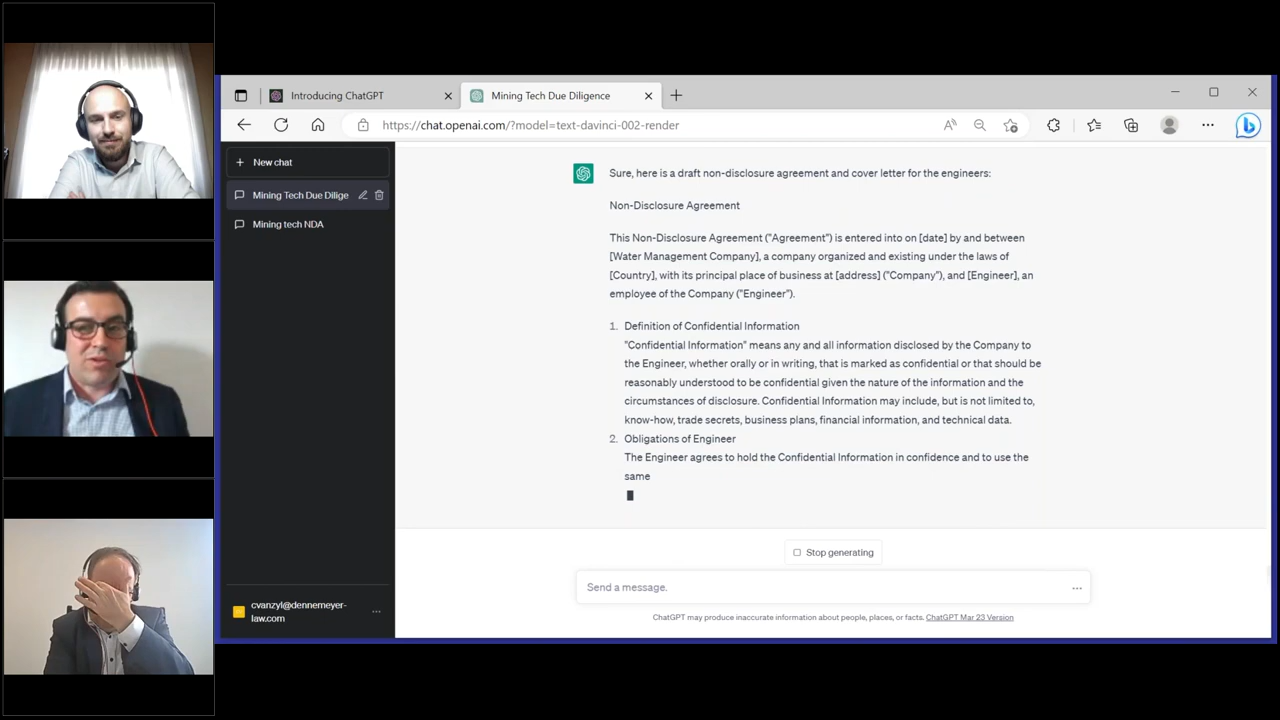 Introducing ChatGPT
Mining Tech Due Diligence
https://chat.openai.com/?model=text-davinci-002-render
New chat
Mining Tech Due Dilige
Mining tech NDA
cvanzyl@dennemeyer-
law.com
Sure, here is a draft non-disclosure agreement and cover letter for the engineers:
Non-Disclosure Agreement
This Non-Disclosure Agreement ("Agreement") is entered into on [date] by and between
[Water Management Company], a company organized and existing under the laws of
[Country], with its principal place of business at [address] ("Company"), and [Engineer], an
employee of the Company ("Engineer").
1. Definition of Confidential Information
"Confidential Information" means any and all information disclosed by the Company to
the Engineer, whether orally or in writing, that is marked as confidential or that should be
reasonably understood to be confidential given the nature of the information and the
circumstances of disclosure. Confidential Information may include, but is not limited to,
know-how, trade secrets, business plans, financial information, and technical data.
2. Obligations of Engineer
The Engineer agrees to hold the Confidential Information in confidence and to use the
same
Stop generating
Send a message.
ChatGPT may produce inaccurate information about people, places, or facts. ChatGPT Mar 23 Version